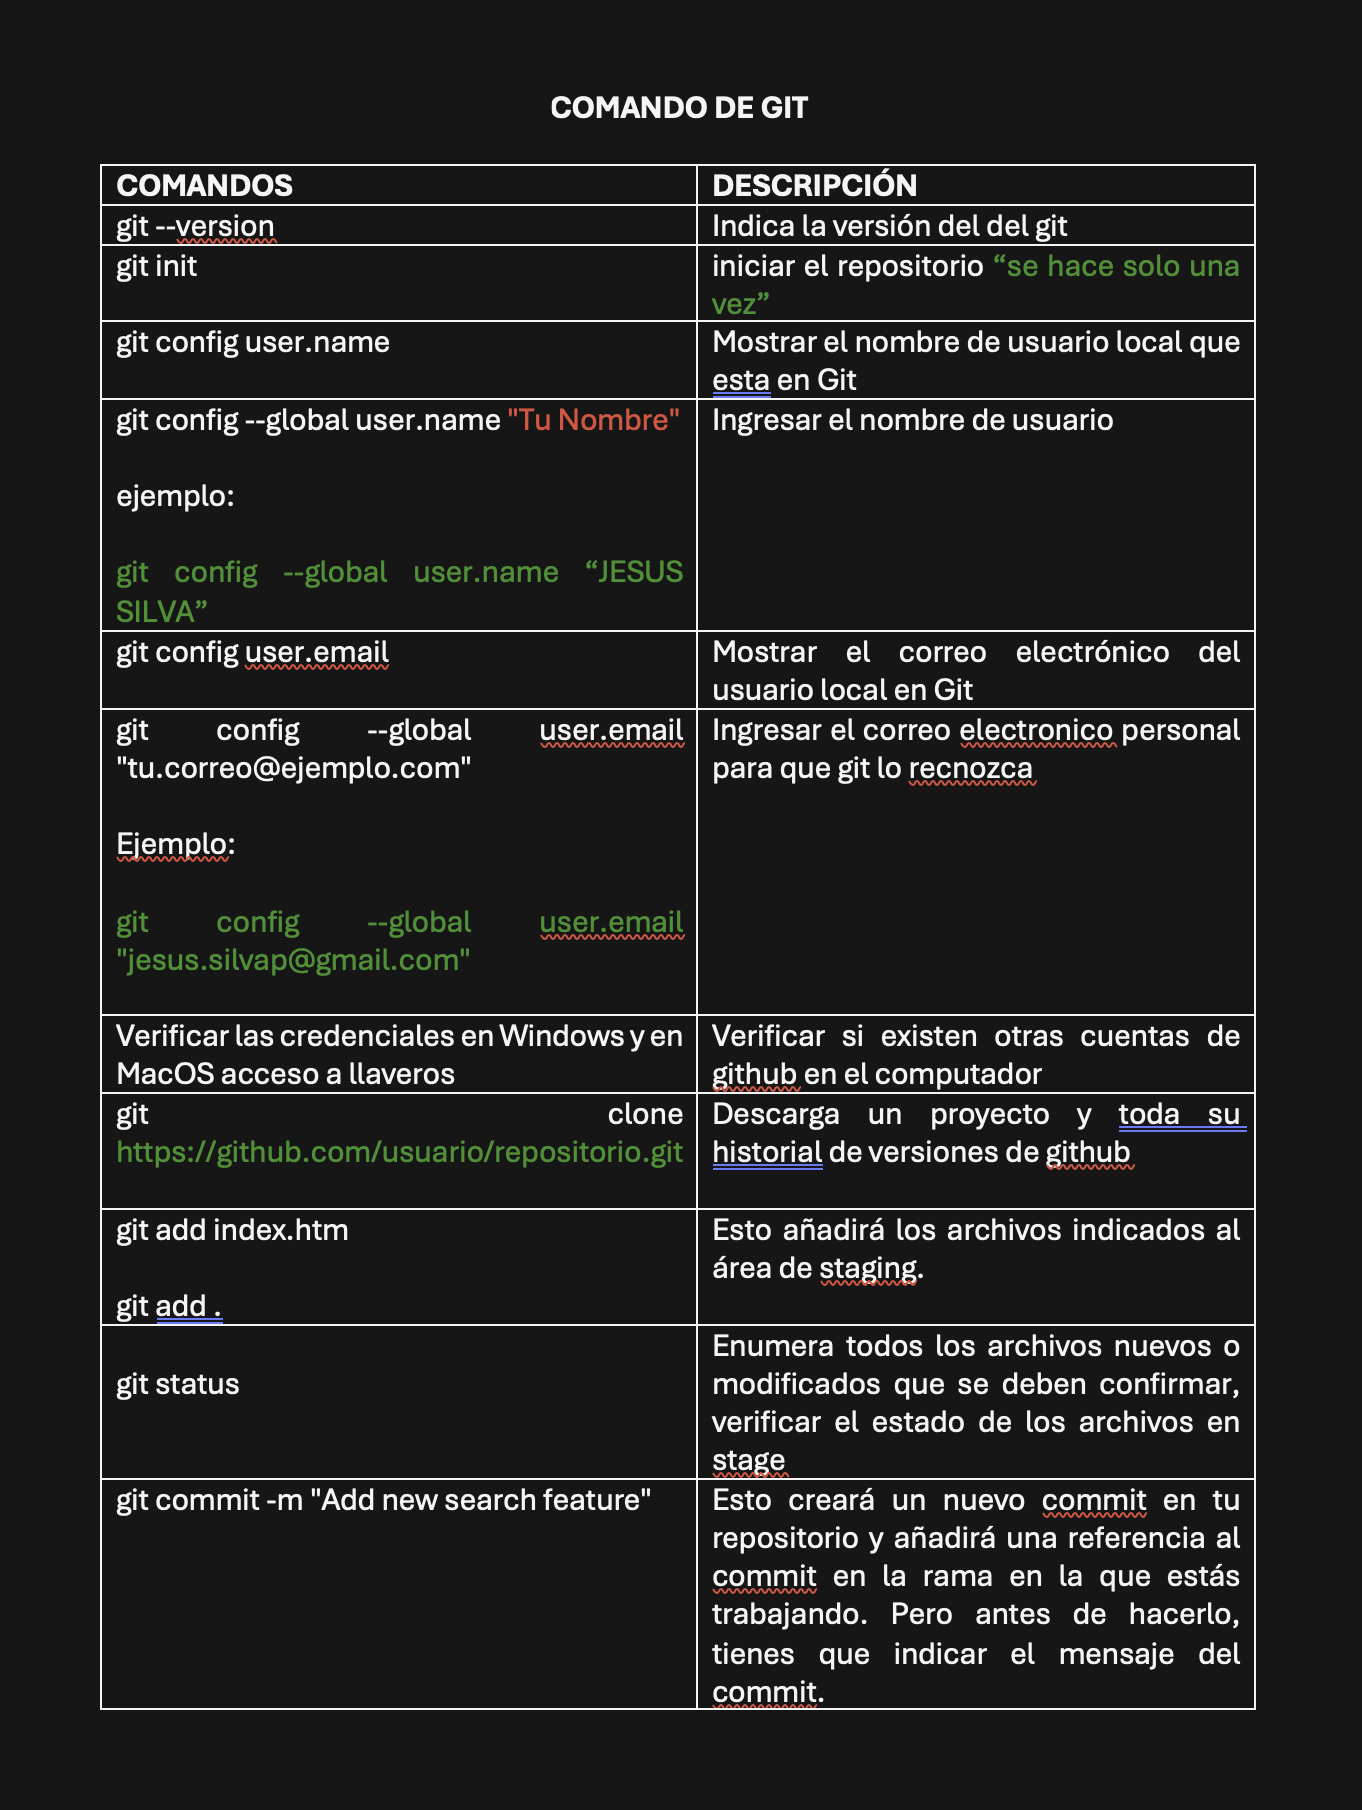 COMANDO DE GIT
COMANDOS
DESCRIPCIÓN
git --version
Indica la versión del del git
git init
iniciar el repositorio “se hace solo una
vez”
git config user.name
Mostrar el nombre de usuario local que
esta en Git
git config --global user.name "Tu Nombre"
ejemplo:
git config --global user.name “JESUS
SILVA”
Ingresar el nombre de usuario
git config user.email
Mostrar el correo electrónico del
usuario local en Git
git config --global user.email
"tu.correo@ejemplo.com"
Ejemplo:
git config --global user.email
"jesus.silvap@gmail.com"
Ingresar el correo electronico personal
para que git lo recnozca
Verificar las credenciales en Windows y en
MacOS acceso a llaveros
Verificar si existen otras cuentas de
github en el computador
git clone
https://github.com/usuario/repositorio.git
Descarga un proyecto y toda su
historial de versiones de github
git add index.htm
git add .
Esto añadirá los archivos indicados al
área de staging.
git status
Enumera todos los archivos nuevos o
modificados que se deben confirmar,
verificar el estado de los archivos en
stage
git commit -m "Add new search feature"
Esto creará un nuevo commit en tu
repositorio y añadirá una referencia al
commit en la rama en la que estás
trabajando. Pero antes de hacerlo,
tienes que indicar el mensaje del
commit.